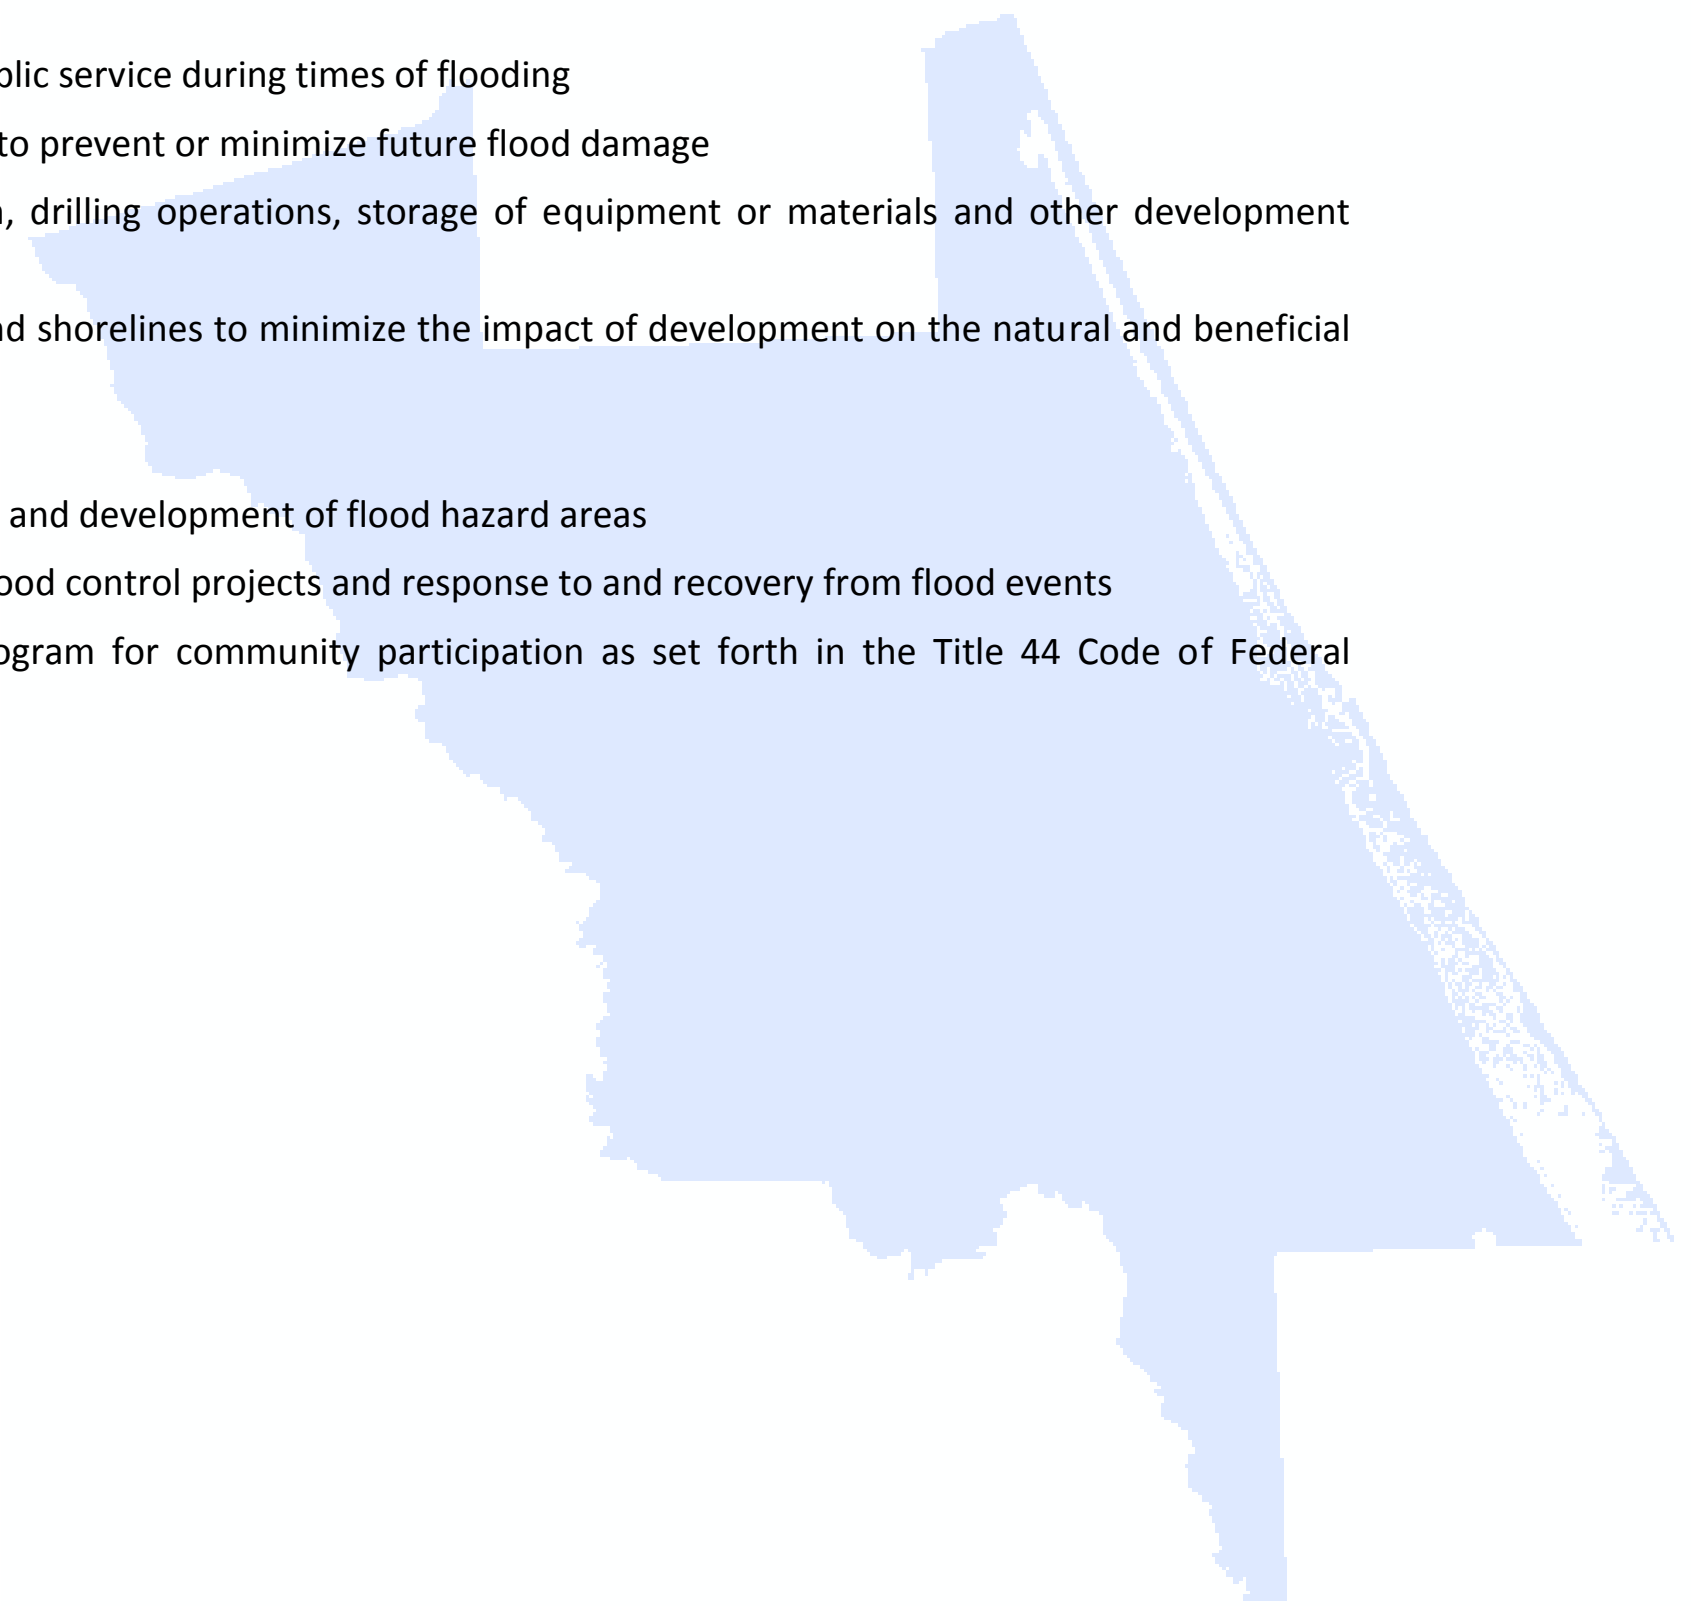 blic service during times of flooding
to prevent or minimize future flood damage
, drilling operations, storage of equipment or materials and other development
nd shorelines to minimize the impact of development on the natural and beneficial
and development of flood hazard areas
ood control projects and response to and recovery from flood events
ogram for community participation as set forth in the Title 44 Code of Federal